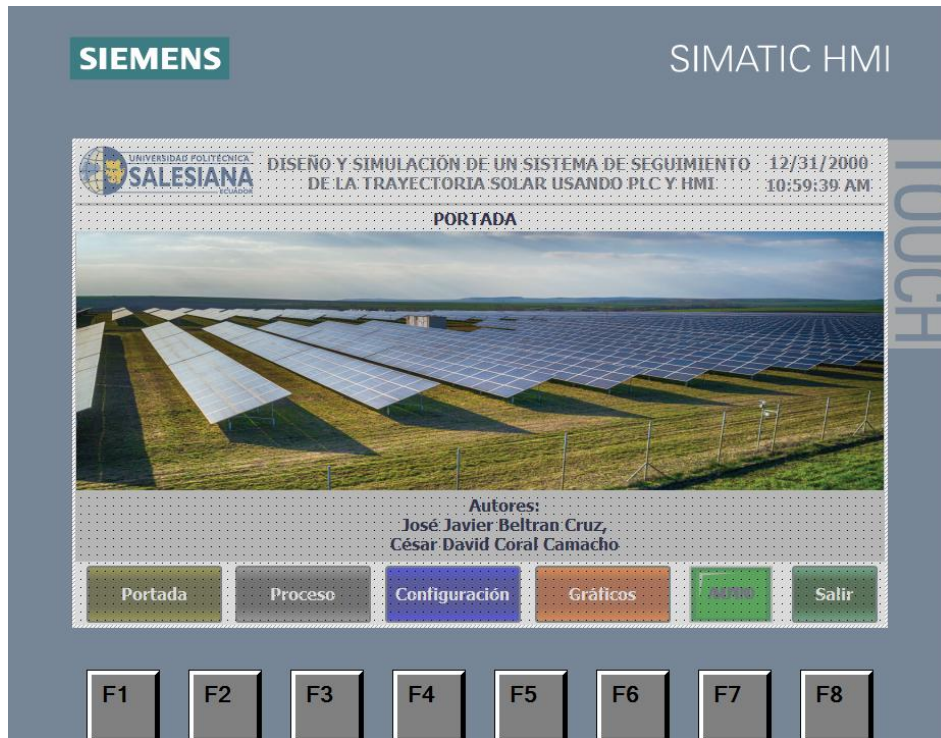 SIEMENS
SIMATIC HMI
TOUCH
UNIVERSIDAD POLITÉCNICA
SALESIANA
ECUADOR
DISEÑO Y SIMULACIÓN DE UN SISTEMA DE SEGUIMIENTO
DE LA TRAYECTORIA SOLAR USANDO PLC Y HMI
12/31/2000
10:59:39 AM
PORTADA
Autores:
José Javier Beltran Cruz,
César David Coral Camacho
Portada
Proceso
Configuración
Gráficos
Salir
F1
F2
F3
F4
F5
F6
F7
F8